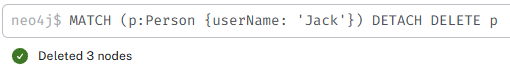 neo4j$ MATCH (p:Person {userName: 'Jack'}) DETACH DELETE p
Deleted 3 nodes